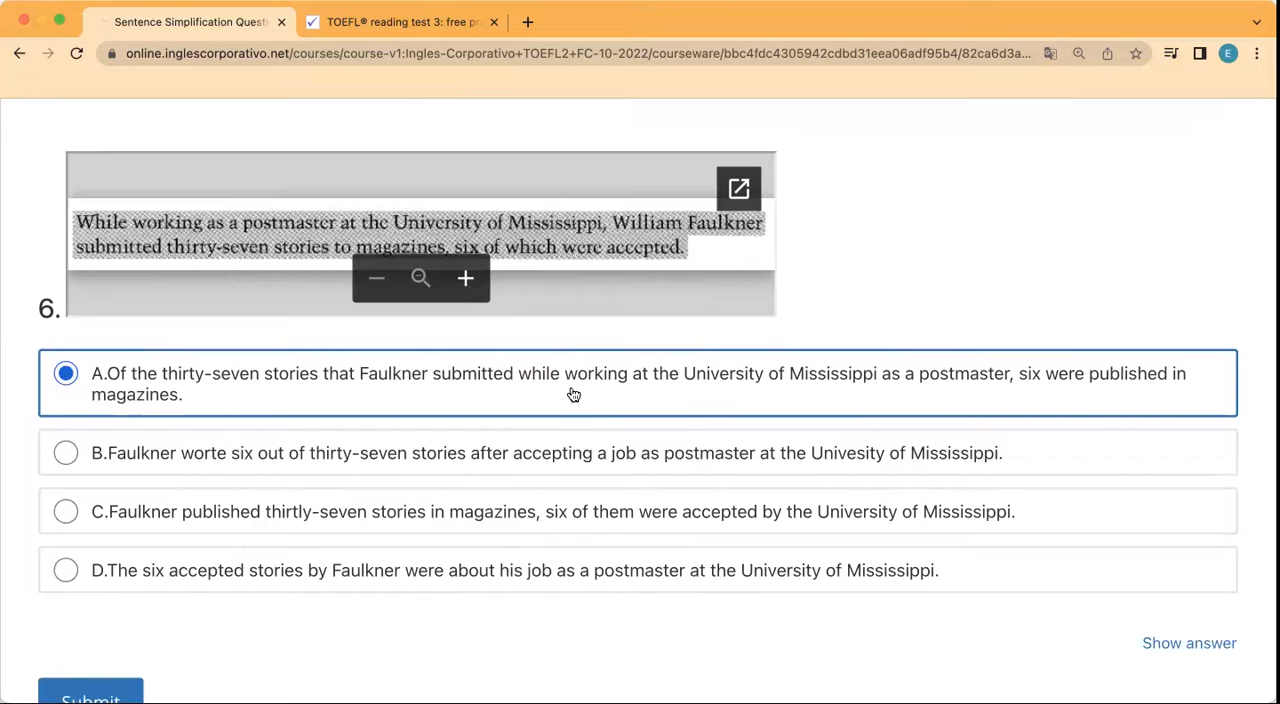 Sentence Simplification Quest
TOEFL® reading test 3: free pr
online.inglescorporativo.net/courses/course-v1:Ingles-Corporativo+TOEFL2+FC-10-2022/courseware/bbc4fdc4305942cdbd31eea06adf95b4/82ca6d3a...
E
While working as a postmaster at the University of Mississippi, William Faulkner
submitted thirty-seven stories to magazines, six of which were accepted.
6.
A.Of the thirty-seven stories that Faulkner submitted while working at the University of Mississippi as a postmaster, six were published in
magazines.
B.Faulkner worte six out of thirty-seven stories after accepting a job as postmaster at the Univesity of Mississippi.
C.Faulkner published thirtly-seven stories in magazines, six of them were accepted by the University of Mississippi.
D.The six accepted stories by Faulkner were about his job as a postmaster at the University of Mississippi.
Show answer
Submit